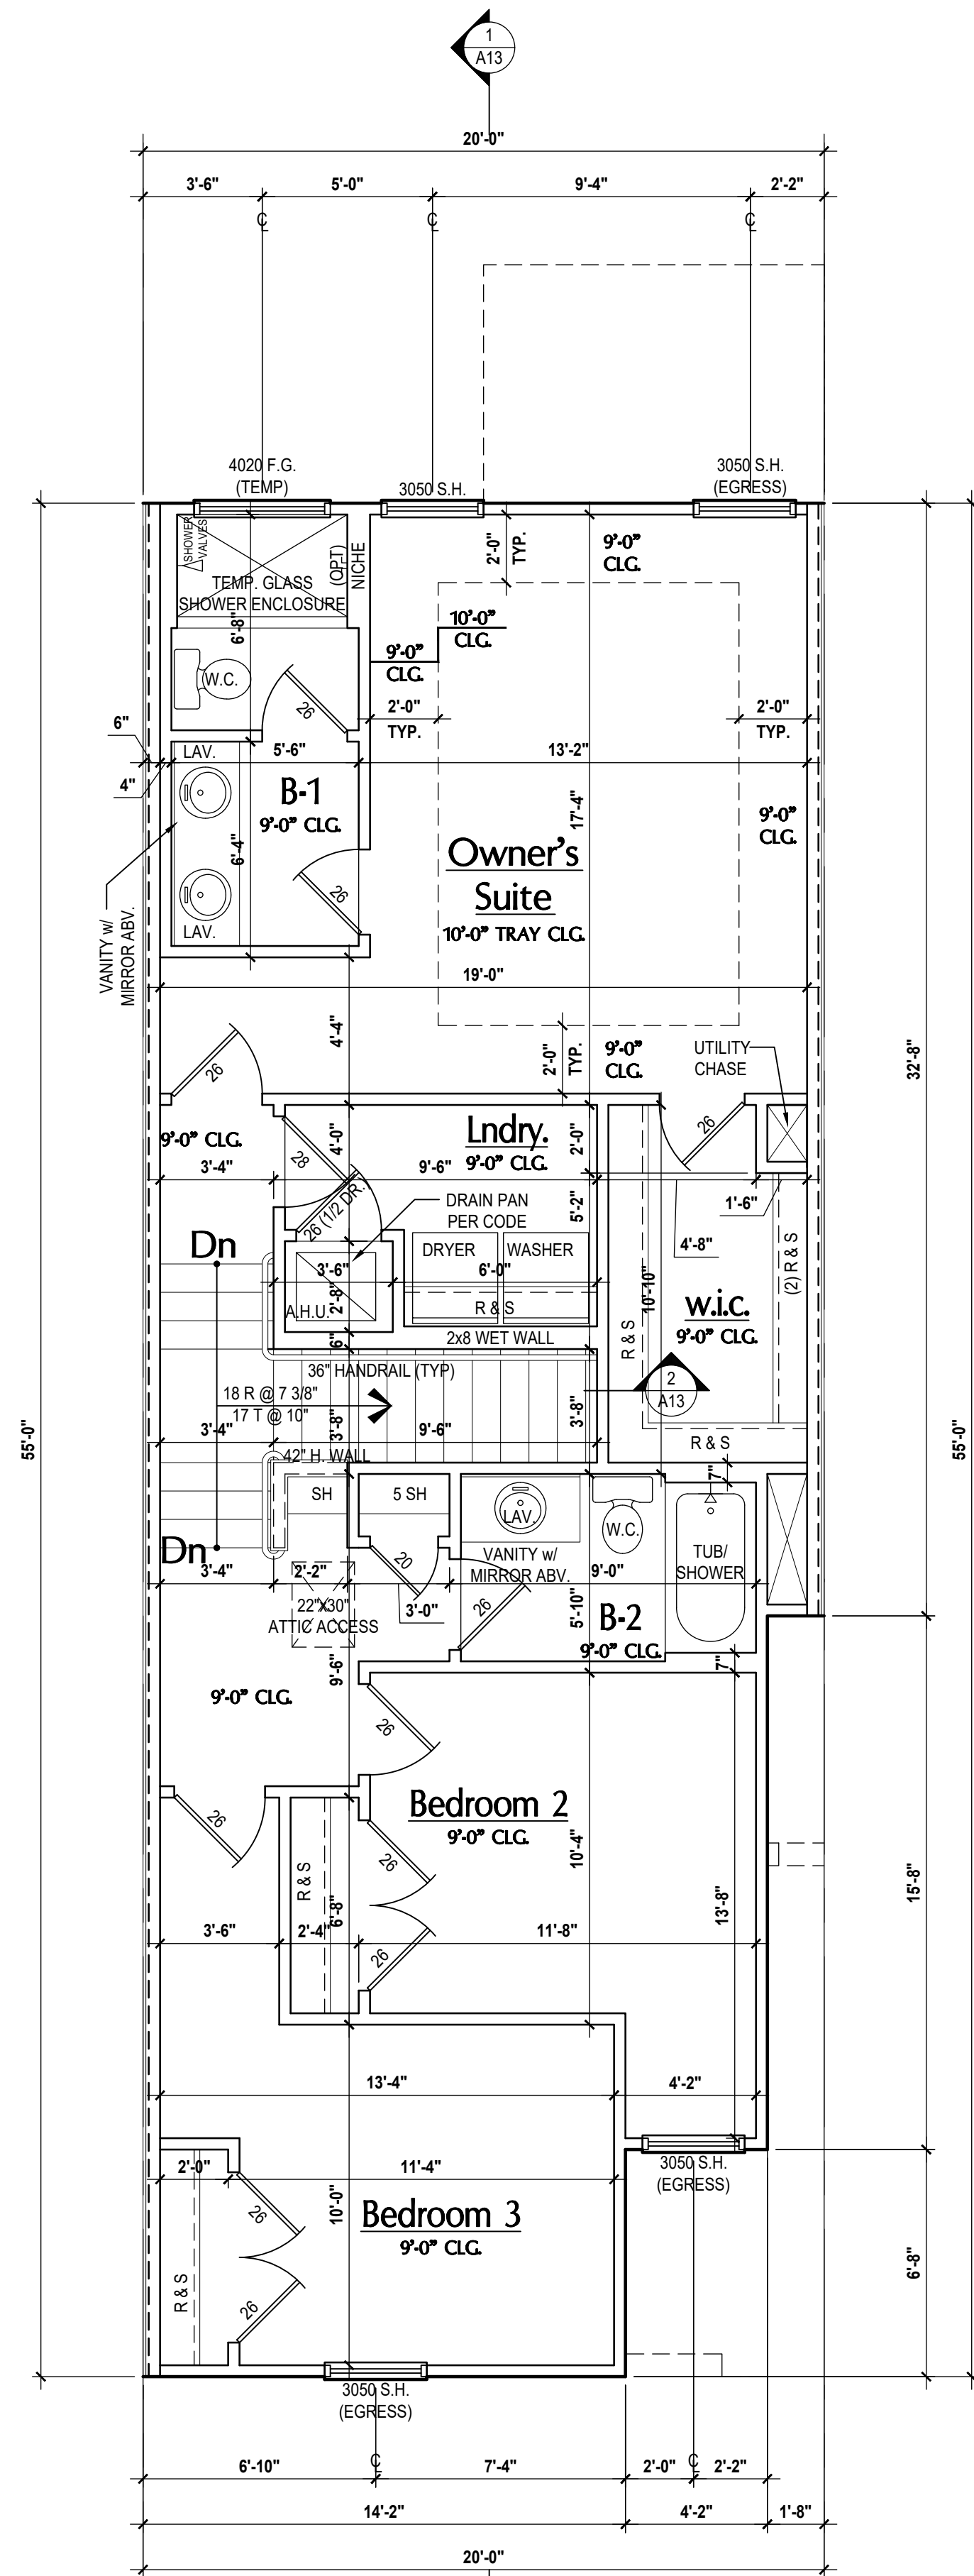 1
A13
20'-0"
3'-6" 5'-0" 9'-4" 2'-2"
℄ ℄ ℄
4020 F.G.
(TEMP)
3050 S.H.
3050 S.H.
(EGRESS)
SHOWER
VALVES
TEMP. GLASS
SHOWER ENCLOSURE
(OPT)
NICHE
2'-0"
TYP.
9'-0"
CLG.
6'-8"
10'-0"
CLG.
9'-0"
CLG.
W.C.
26
2'-0"
TYP.
2'-0"
TYP.
6"
4"
LAV.
5'-6"
13'-2"
B-1
9'-0" CLG.
17'-4"
9'-0"
CLG.
6'-4"
Owner's
Suite
10'-0" TRAY CLG.
26
LAV.
VANITY w/
MIRROR ABV.
19'-0"
4'-4"
26
2'-0"
TYP.
9'-0"
CLG.
UTILITY
CHASE
32'-8"
9'-0" CLG.
3'-4"
28
4'-0"
Lndry.
9'-6" 9'-0" CLG.
2'-0"
26
26 (1/2 DR.)
DRAIN PAN
PER CODE
5'-2"
1'-6"
4'-8"
Dn
DRYER WASHER
3'-6" 6'-0"
2'-8"
A.H.U.
R & S
10'-10"
(2) R & S
W.I.C.
9'-0" CLG.
R & S
6"
2x8 WET WALL
36" HANDRAIL (TYP)
18 R @ 7 3/8"
17 T @ 10"
2
A13
3'-8"
3'-8"
3'-4" 9'-6"
R & S
55'-0"
55'-0"
42" H. WALL
7"
SH
5 SH
LAV.
W.C.
TUB/
SHOWER
Dn
20
VANITY w/
MIRROR ABV.
3'-4" 2'-2" 9'-0"
3'-0"
26
22"X30"
ATTIC ACCESS
5'-10"
B-2
9'-0" CLG.
7"
9'-6"
9'-0" CLG.
26
Bedroom 2
9'-0" CLG.
26
26
R & S
6'-8"
10'-4"
13'-8"
15'-8"
3'-6" 2'-4" 11'-8"
26
13'-4" 4'-2"
3050 S.H.
(EGRESS)
2'-0" 11'-4"
26
10'-0"
Bedroom 3
9'-0" CLG.
6'-8"
R & S
26
3050 S.H.
(EGRESS)
℄ ℄
6'-10" 7'-4" 2'-0" 2'-2"
14'-2" 4'-2" 1'-8"
20'-0"